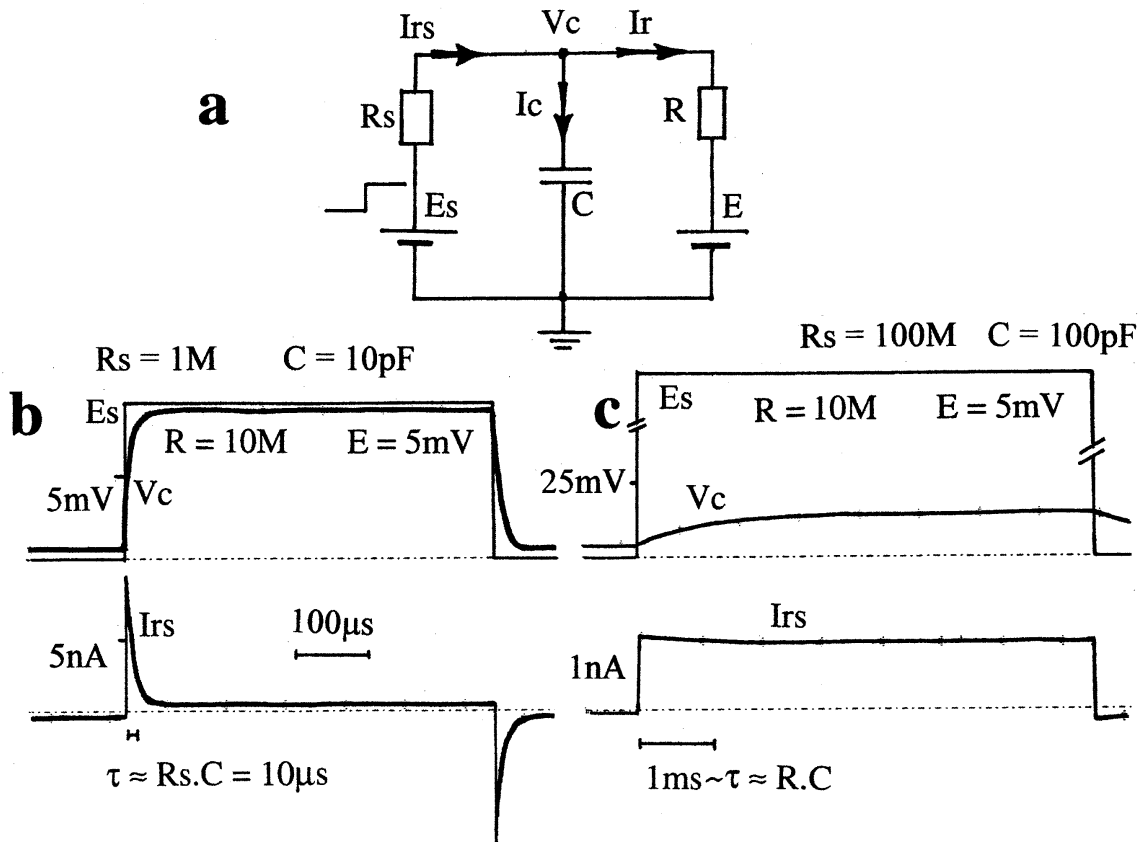 Irs Vc Ir
a
Rs Ic R
Es C E
Rs = 1M C = 10pF
Rs = 100M C = 100pF
b
Es
R = 10M E = 5mV
5mV
Vc
c
Es
R = 10M E = 5mV
25mV
Vc
Irs
100μs
5nA
τ ≈ Rs.C = 10μs
Irs
1nA
1ms~τ ≈ R.C